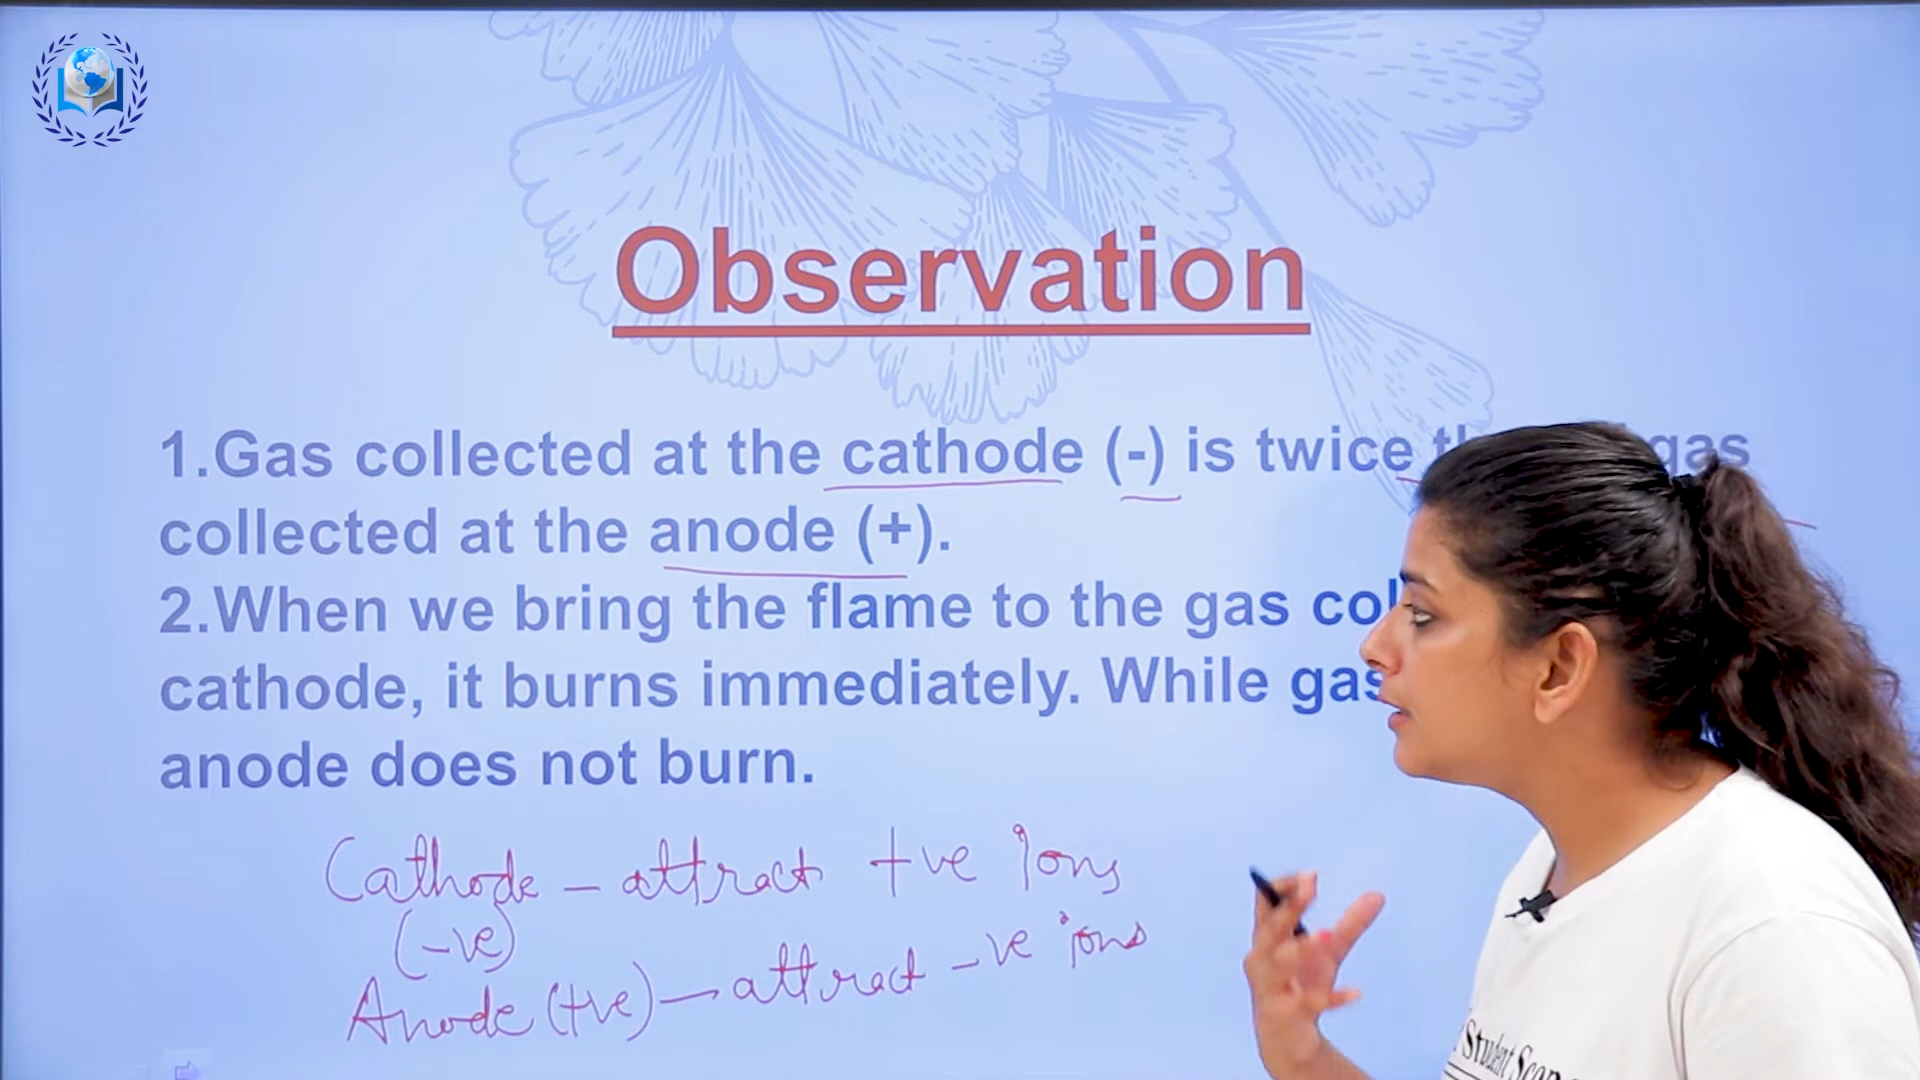 Observation
1.Gas collected at the cathode (-) is twice gas
collected at the anode (+).
2.When we bring the flame to the gas
cathode, it burns immediately. While gas
anode does not burn.
Cathode - attract +ve ions
(-ve)
Anode (+ve) - attract -ve ions
Student